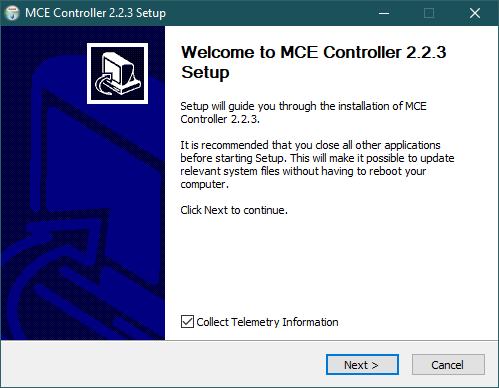 MCE Controller 2.2.3 Setup
Welcome to MCE Controller 2.2.3
Setup
Setup will guide you through the installation of MCE
Controller 2.2.3.
It is recommended that you close all other applications
before starting Setup. This will make it possible to update
relevant system files without having to reboot your
computer.
Click Next to continue.
Collect Telemetry Information
Next >
Cancel